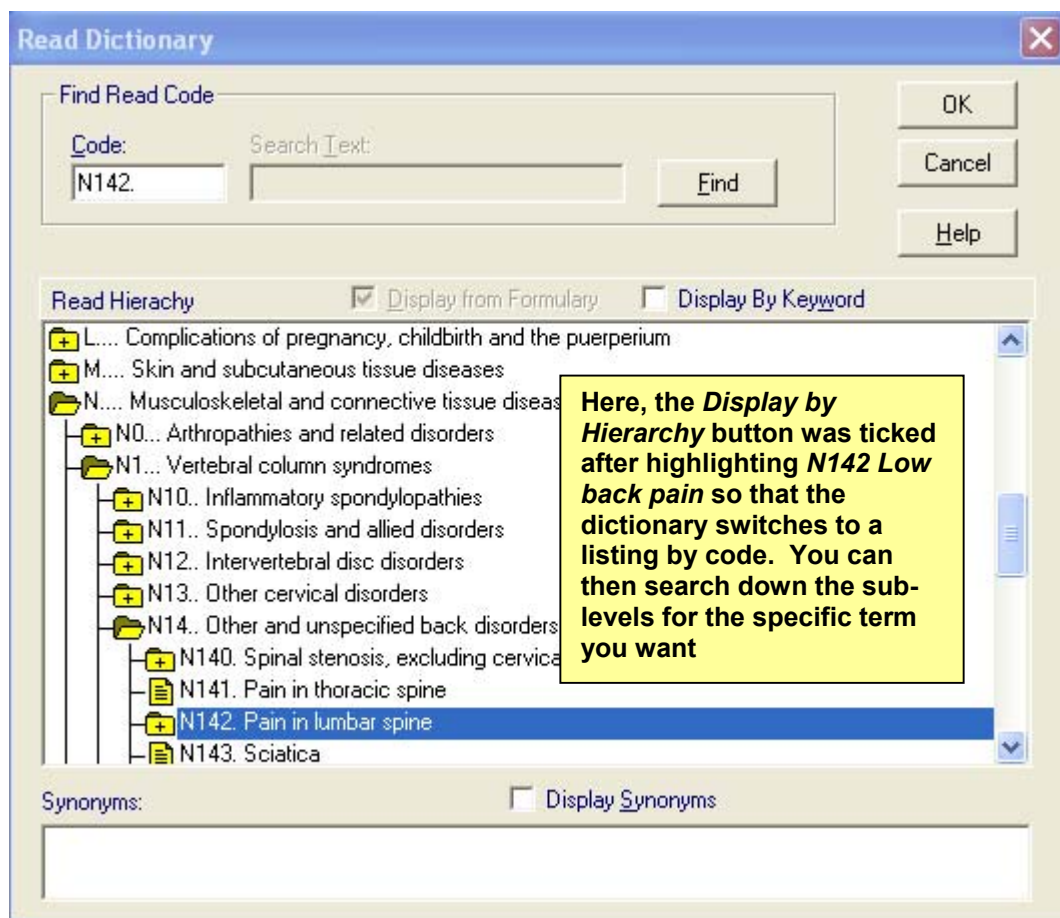 Read Dictionary
Find Read Code
Code:
Search Text:
N142.
Find
OK
Cancel
Help
Read Hierachy
Display from Formulary
Display By Keyword
L.... Complications of pregnancy, childbirth and the puerperium
M.... Skin and subcutaneous tissue diseases
N.... Musculoskeletal and connective tissue diseas
N0... Arthropathies and related disorders
N1... Vertebral column syndromes
N10.. Inflammatory spondylopathies
N11.. Spondylosis and allied disorders
N12.. Intervertebral disc disorders
N13.. Other cervical disorders
N14.. Other and unspecified back disorders
N140. Spinal stenosis, excluding cervica
N141. Pain in thoracic spine
N142. Pain in lumbar spine
N143. Sciatica
Here, the Display by
Hierarchy button was ticked
after highlighting N142 Low
back pain so that the
dictionary switches to a
listing by code. You can
then search down the sub-
levels for the specific term
you want
Synonyms:
Display Synonyms